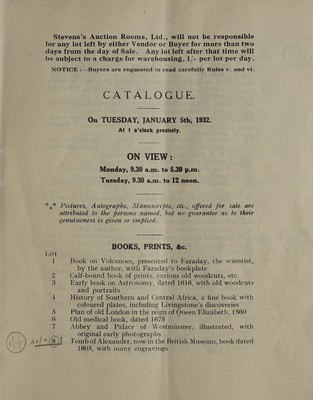 Stevens's Auction Rooms, Ltd., will not be responsible
for any lot left by either Vendor or Buyer for more than two
days from the day of Sale. Any lot left after that time will
be subject to a charge for warehousing, 1/- per lot per day.
NOTICE :—Buyers are requested to read carefully Rules v. and vi.
CATALOGUE.
On TUESDAY, JANUARY 5th, 1932.
At 1 o'clock precisely.
ON VIEW :
Monday, 9.30 a.m. to 5.30 p.m.
Tuesday, 9.30 a.m. to 12 noon.
*** Pictures, Autographs, Manuscripts, etc., offered for sale are
attributed to the persons named, but no guarantee as to their
genuineness is given or implied.
BOOKS, PRINTS, &c.
LOT
1 Book on Volcanoes, presented to Faraday, the scientist,
by the author, with Faraday's bookplate
2 Calf-bound book of prints, curious old woodcuts, etc.
3 Early book on Astronomy, dated 1616, with old woodcuts
and portraits
4 History of Southern and Central Africa, a fine book with
coloured plates, including Livingstone's discoveries
5 Plan of old London in the reign of Queen Elizabeth, 1560
6 Old medical book, dated 1675
7 Abbey and Palace of Westminster, illustrated, with
original early photographs
8 Tomb of Alexander, now in the British Museum, book dated
1805, with many engravings